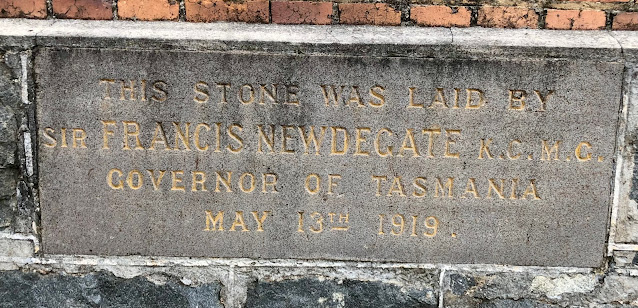 THIS STONE WAS LAID BY
SIR FRANCIS NEWDEGATE K.C.M.G.
GOVERNOR OF TASMANIA
MAY 13TH 1919.